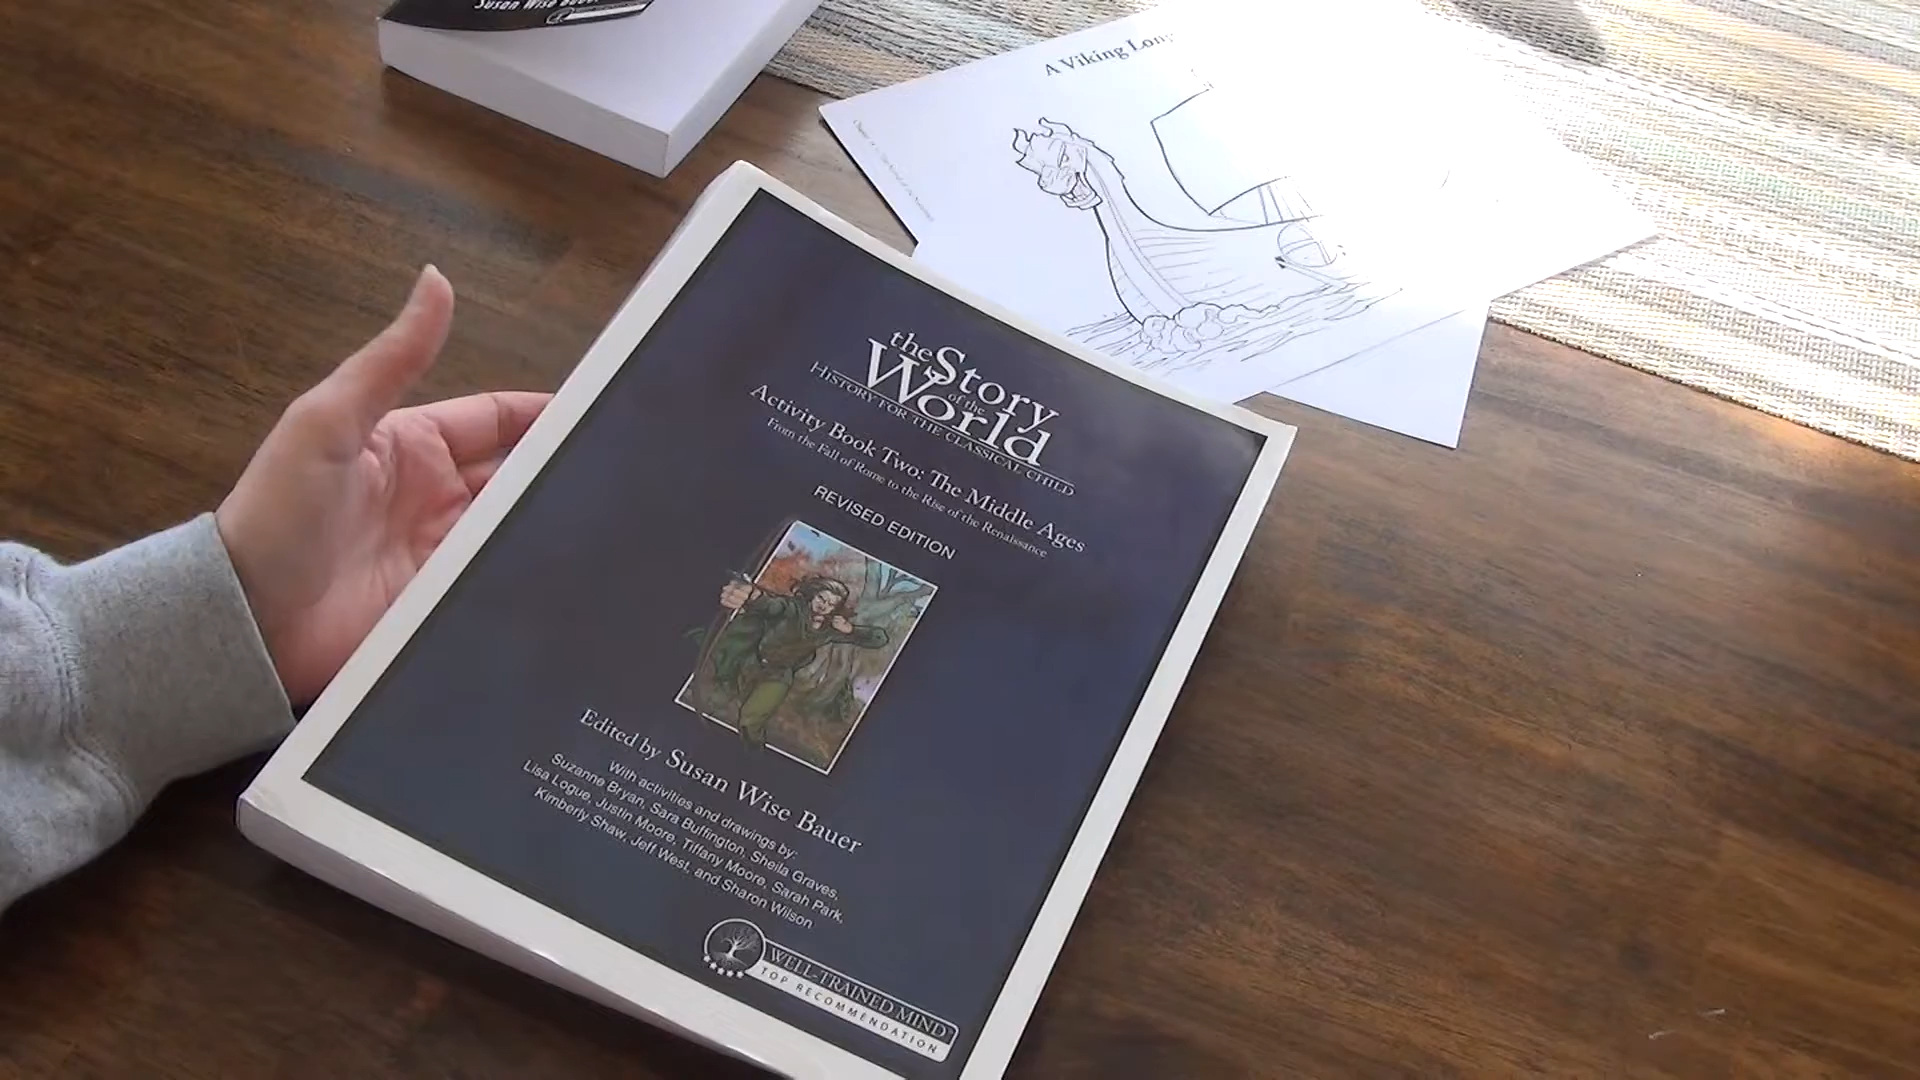 Susan Wise Bauer
A Viking Long
the Story
of the
World
HISTORY FOR THE CLASSICAL CHILD
Activity Book Two: The Middle Ages
From the Fall of Rome to the Rise of the Renaissance
REVISED EDITION
Edited by Susan Wise Bauer
With activities and drawings by:
Suzanne Bryan, Sara Buffington, Sheila Graves,
Lisa Logue, Justin Moore, Tiffany Moore, Sarah Park,
Kimberly Shaw, Jeff West, and Sharon Wilson
WELL-TRAINED MIND
TOP RECOMMENDATION